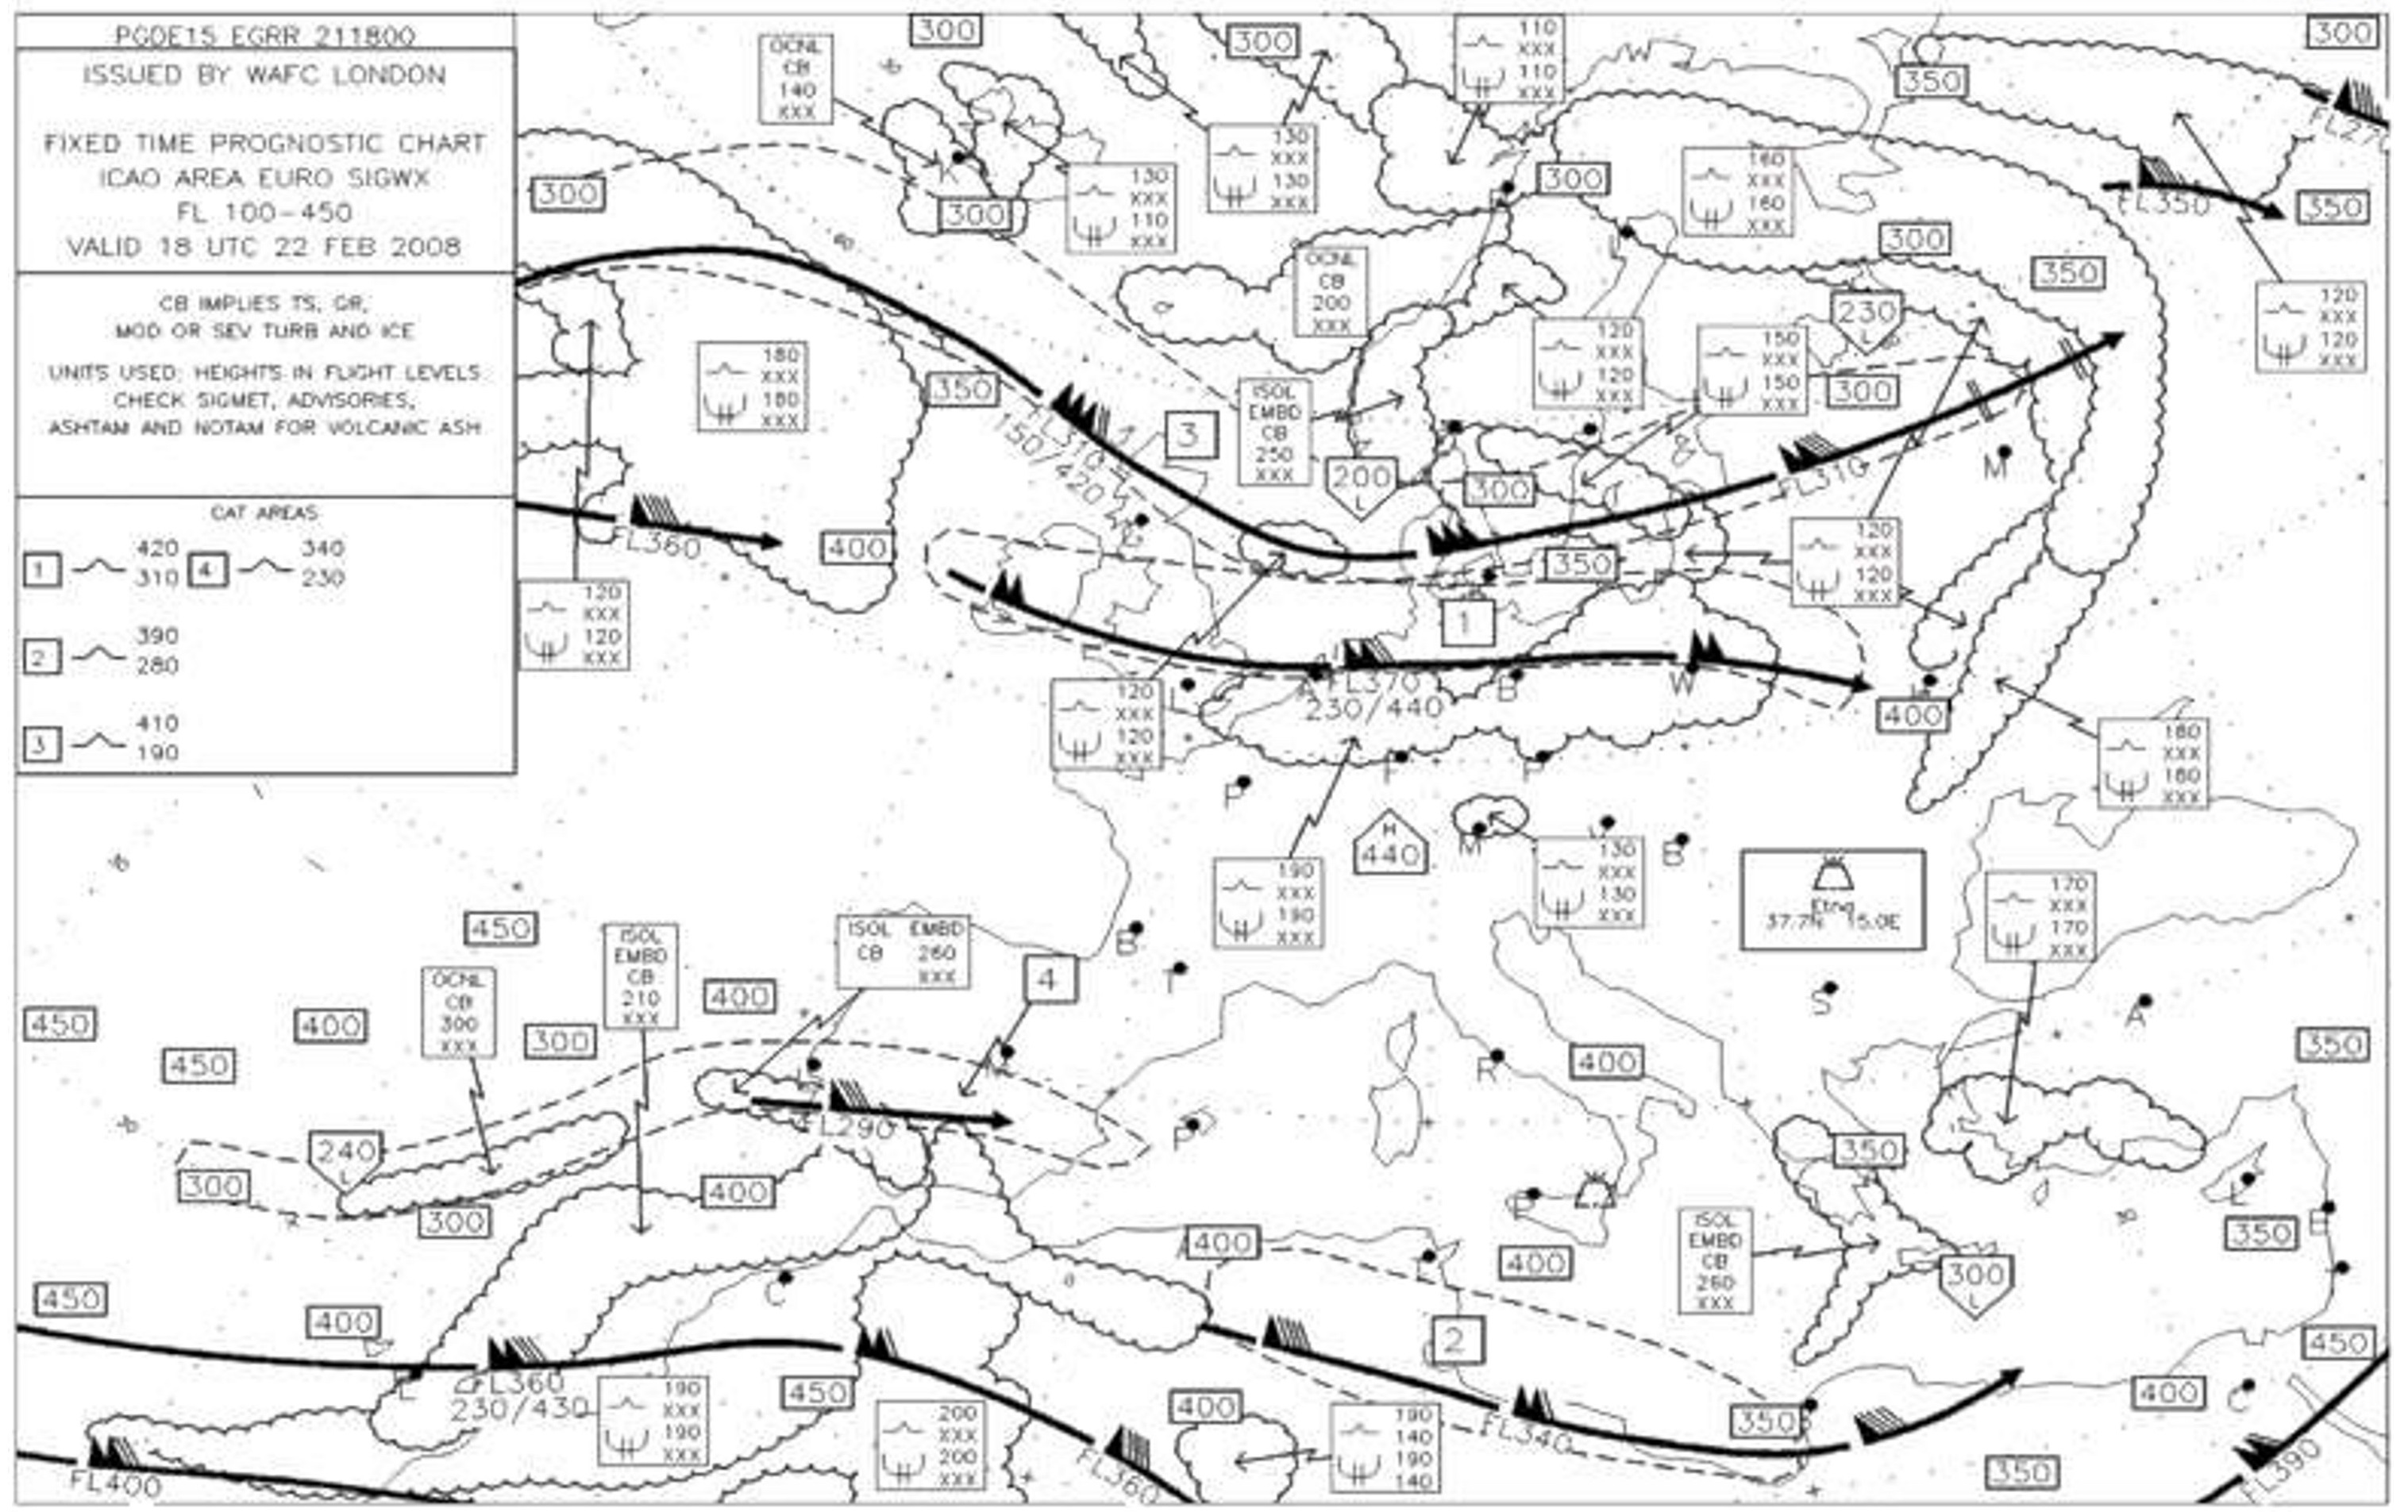 PGDE15 EGRR 211800
ISSUED BY WAFC LONDON
FIXED TIME PROGNOSTIC CHART
ICAO AREA EURO SIGWX
FL 100-450
VALID 18 UTC 22 FEB 2008
CB IMPLIES TS, GR,
MOD OR SEV TURB AND ICE
UNITS USED: HEIGHTS IN FLIGHT LEVELS
CHECK SIGMET, ADVISORIES,
ASHTAM AND NOTAM FOR VOLCANIC ASH
CAT AREAS
1 420 310
4 340 230
2 390 280
3 410 190
300
300
300
350
300
OCNL
CB
140
XXX
110
XXX
110
XXX
130
XXX
130
XXX
130
XXX
110
XXX
160
XXX
160
XXX
FL270
FL350
350
300
300
300
300
350
OCNL
CB
200
XXX
230
L
120
XXX
120
XXX
180
XXX
180
XXX
350
FL310
150/420
3
ISOL
EMBD
CB
250
XXX
200
L
120
XXX
120
XXX
150
XXX
150
XXX
300
300
FL310
M
FL360
400
350
120
XXX
120
XXX
120
XXX
120
XXX
1
FL370
230/440
B
W
400
120
XXX
120
XXX
180
XXX
180
XXX
P
F
P
H
440
M
B
190
XXX
190
XXX
130
XXX
130
XXX
Etna
37.7N 15.0E
170
XXX
170
XXX
450
OCNL
CB
300
XXX
ISOL
EMBD
CB
210
XXX
ISOL EMBD
CB 260
XXX
4
B
T
S
A
450
400
450
300
400
R
400
350
FL290
P
240
L
300
300
400
350
P
L
B
350
ISOL
EMBD
CB
260
XXX
300
L
400
400
450
400
C
2
450
FL360
230/430
190
XXX
190
XXX
450
200
XXX
200
XXX
400
190
140
190
140
FL340
350
400
C
350
FL400
FL360
FL390